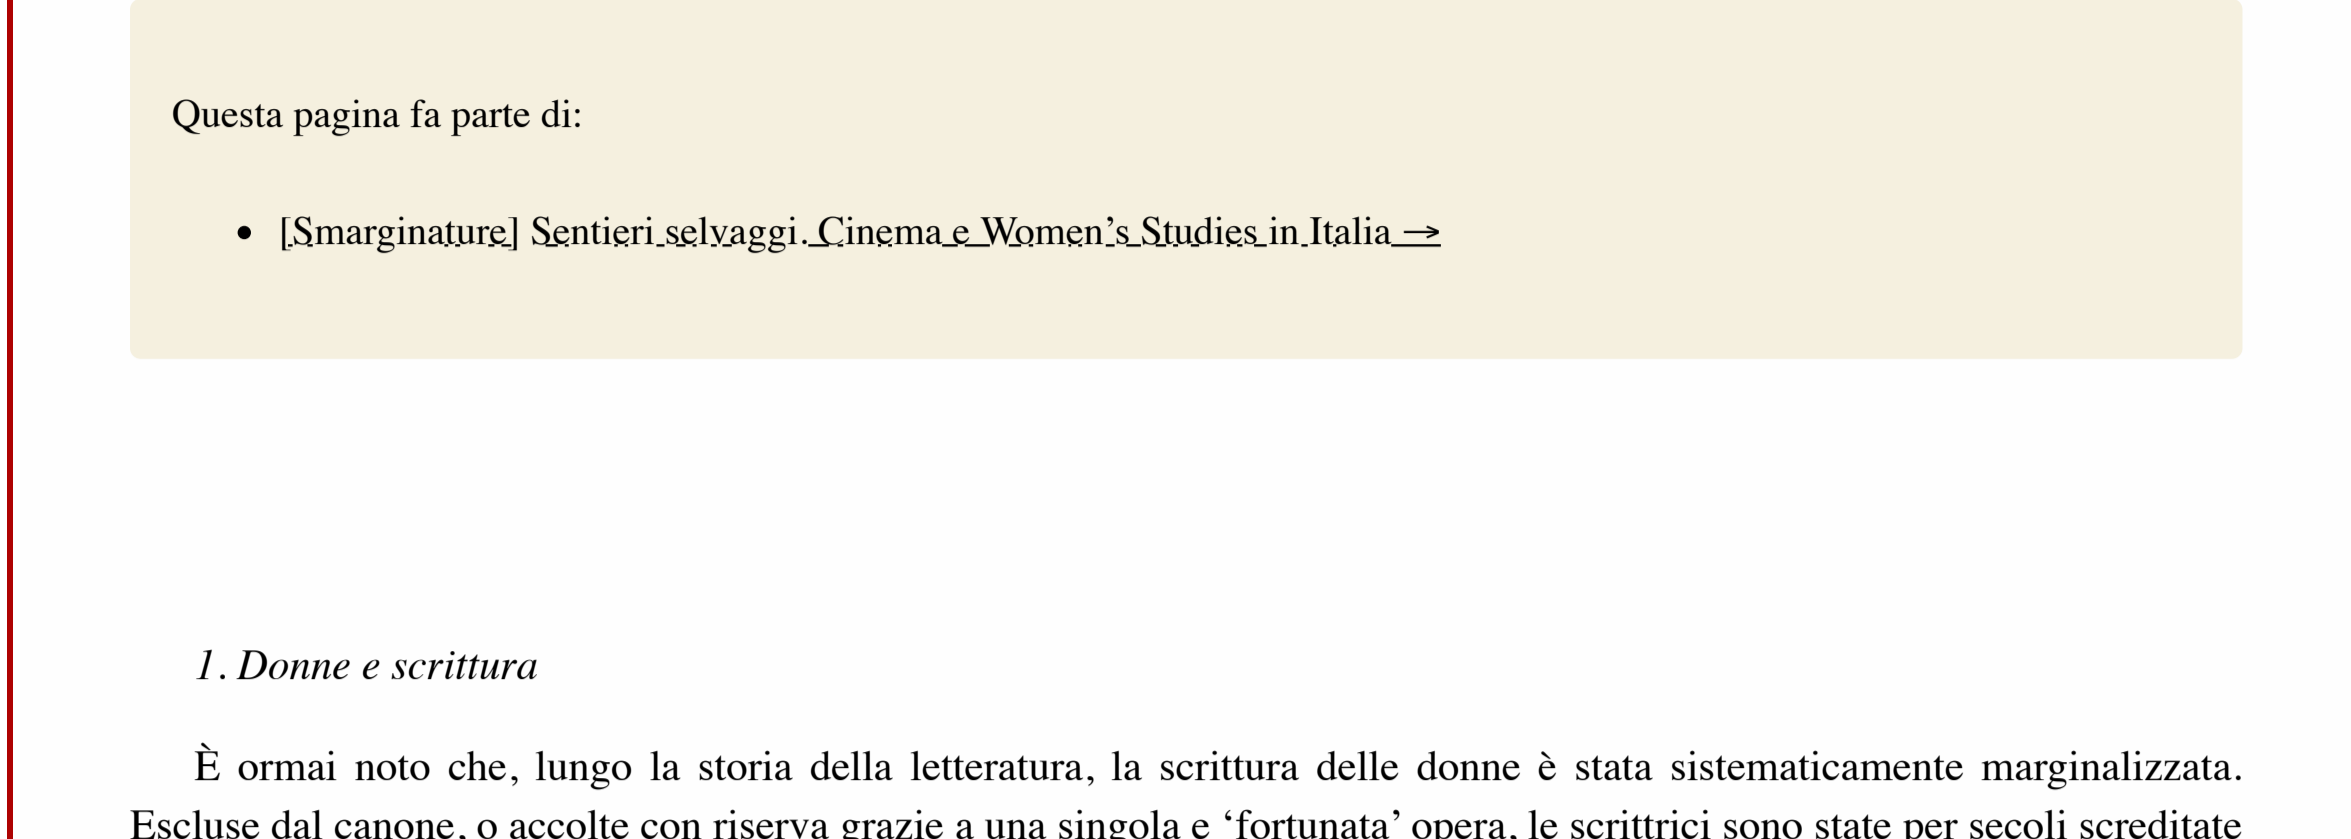 Questa pagina fa parte di:
• [Smarginature] Sentieri selvaggi. Cinema e Women’s Studies in Italia →
1. Donne e scrittura
È ormai noto che, lungo la storia della letteratura, la scrittura delle donne è stata sistematicamente marginalizzata.
Escluse dal canone, o accolte con riserva grazie a una singola e ‘fortunata’ opera, le scrittrici sono state per secoli screditate